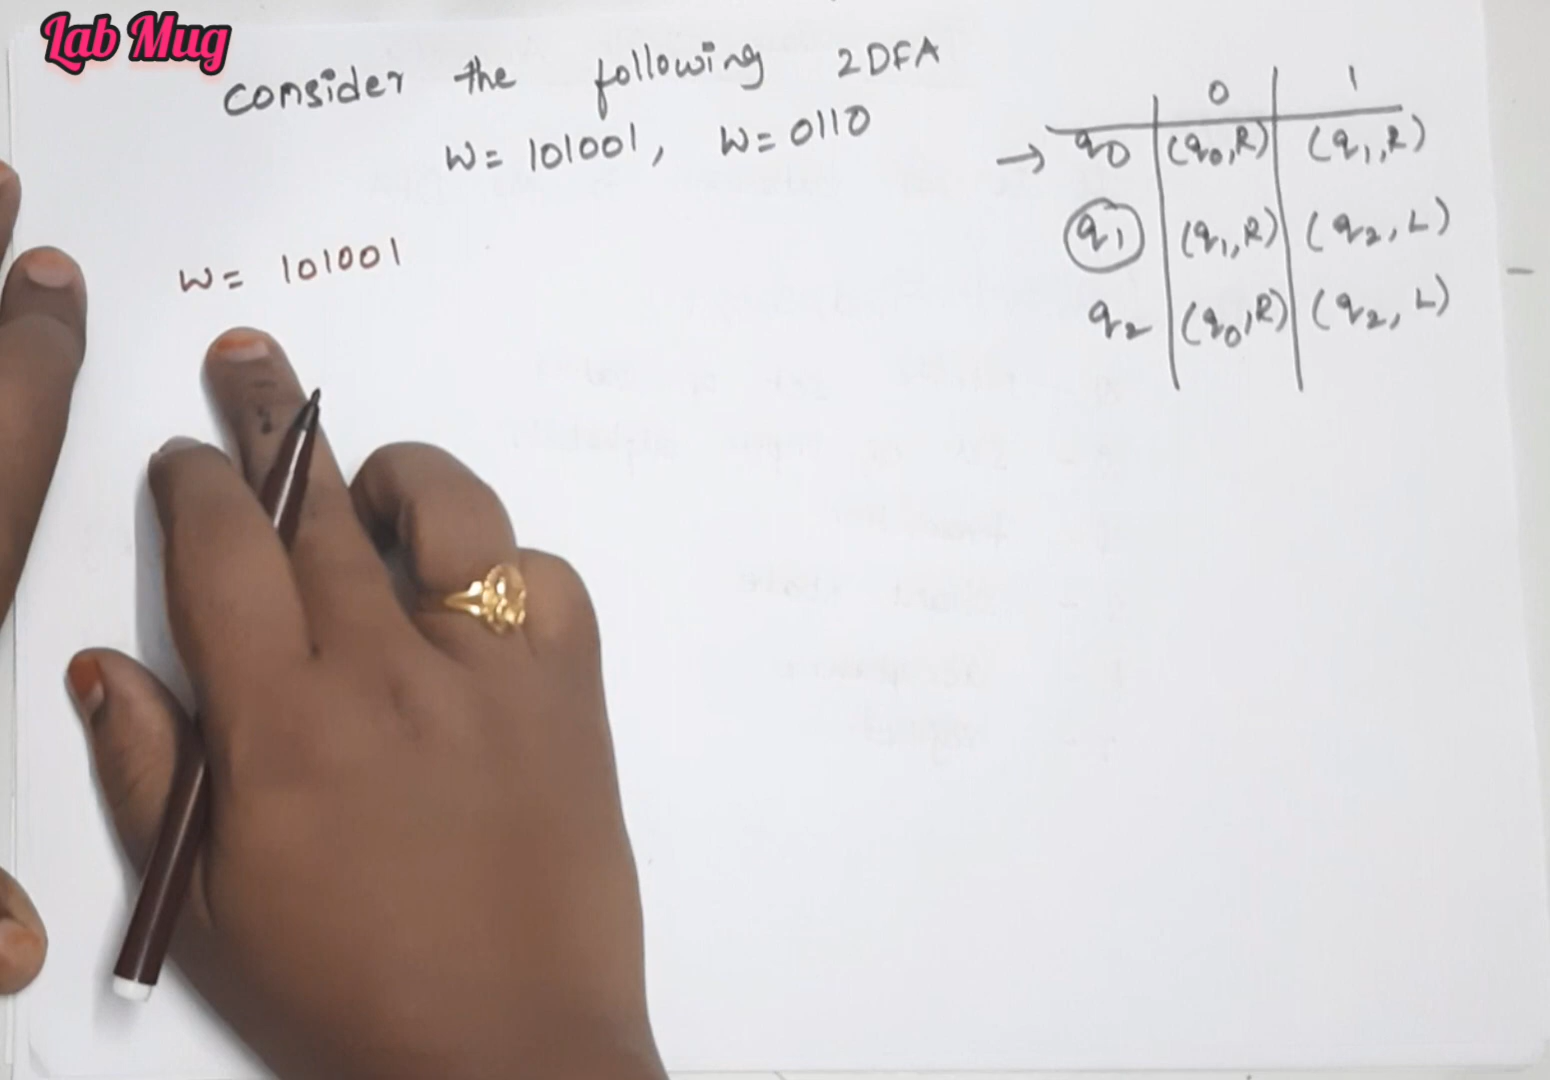 Lab Mug
consider the following 2DFA
W = 101001, W = 0110
W = 101001
0 1
→ q0 (q0,R) (q1,R)
q1 (q1,R) (q2,L)
q2 (q0,R) (q2,L)